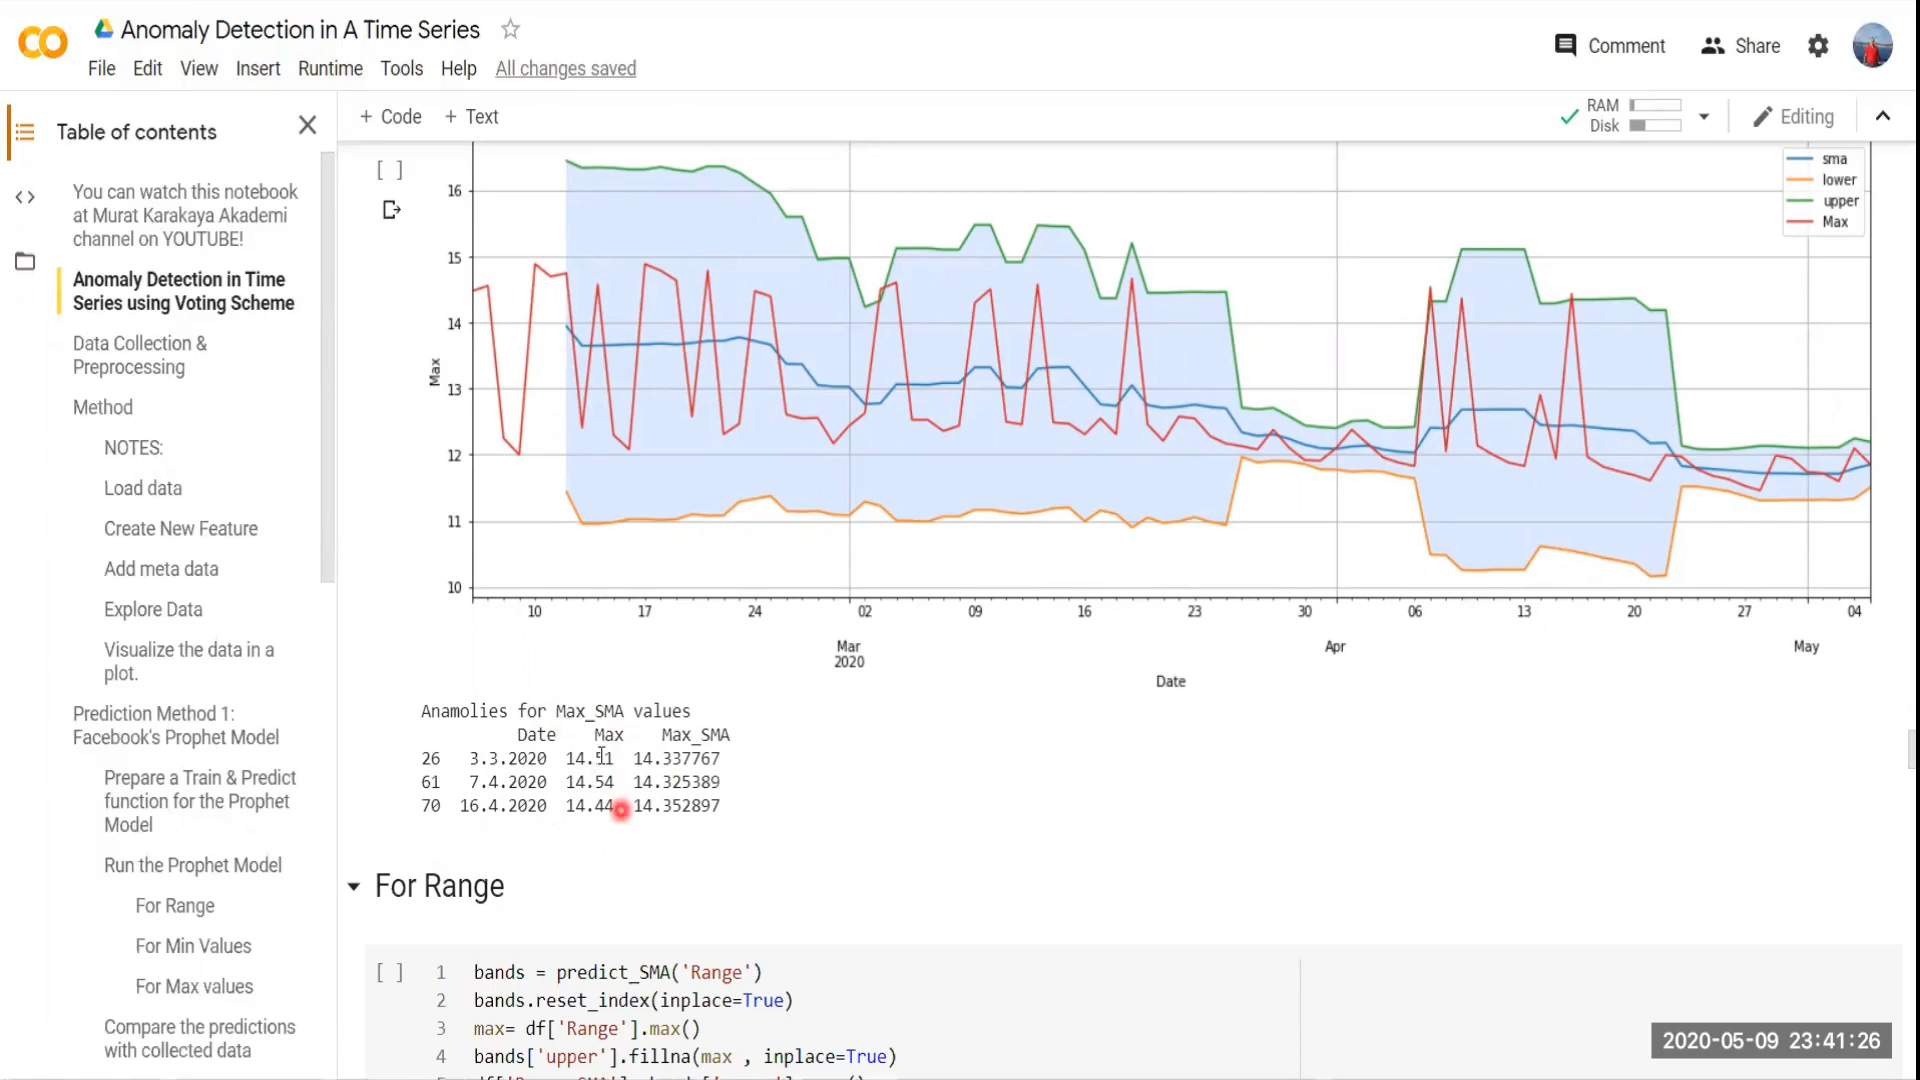 Anomaly Detection in A Time Series
Comment
Share
File Edit View Insert Runtime Tools Help All changes saved
Table of contents
+ Code + Text
RAM
Disk
Editing
You can watch this notebook
at Murat Karakaya Akademi
channel on YOUTUBE!
Anomaly Detection in Time
Series using Voting Scheme
Data Collection &
Preprocessing
Method
NOTES:
Load data
Create New Feature
Add meta data
Explore Data
Visualize the data in a
plot.
Prediction Method 1:
Facebook's Prophet Model
Prepare a Train & Predict
function for the Prophet
Model
Run the Prophet Model
For Range
For Min Values
For Max values
Compare the predictions
with collected data
[ ]
sma
lower
upper
Max
16
15
14
13
12
11
10
Max
10 17 24 02 09 16 23 30 06 13 20 27 04
Mar Apr May
2020
Date
Anamolies for Max_SMA values
Date Max Max_SMA
26 3.3.2020 14.51 14.337767
61 7.4.2020 14.54 14.325389
70 16.4.2020 14.44 14.352897
For Range
[ ] 1 bands = predict_SMA('Range')
2 bands.reset_index(inplace=True)
3 max= df['Range'].max()
4 bands['upper'].fillna(max , inplace=True)
2020-05-09 23:41:26